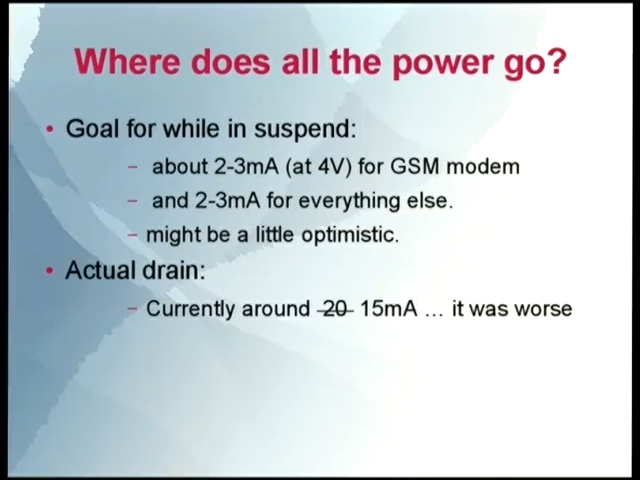 Where does all the power go?
• Goal for while in suspend:
– about 2-3mA (at 4V) for GSM modem
– and 2-3mA for everything else.
– might be a little optimistic.
• Actual drain:
– Currently around 20 15mA ... it was worse